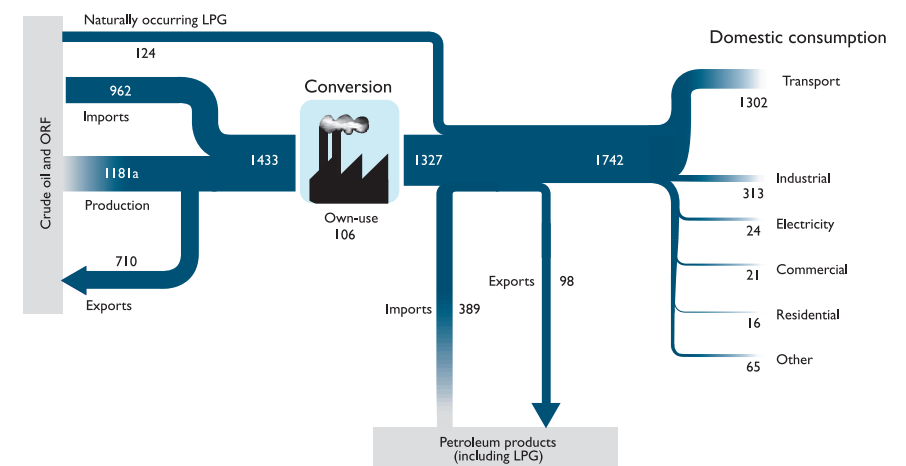 Naturally occurring LPG
124
Domestic consumption
Transport
1302
962
Imports
Conversion
Crude oil and ORF
1181a
Production
1433
1327
1742
Own-use
106
Industrial
313
Electricity
24
Commercial
21
Residential
16
Other
65
710
Exports
Imports
389
Exports
98
Petroleum products
(including LPG)